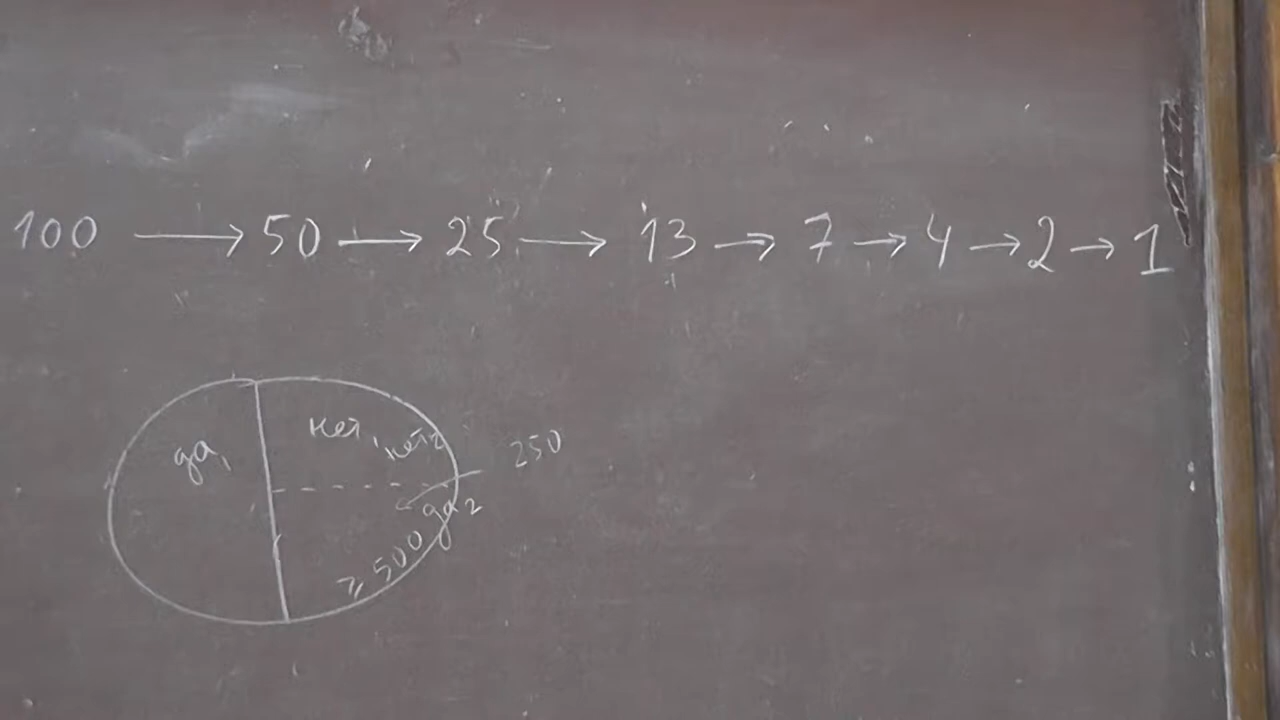 100 → 50 → 25 → 13 → 7 → 4 → 2 → 1
да₁ нет₁ нет₂ 250
да₂
≥ 500